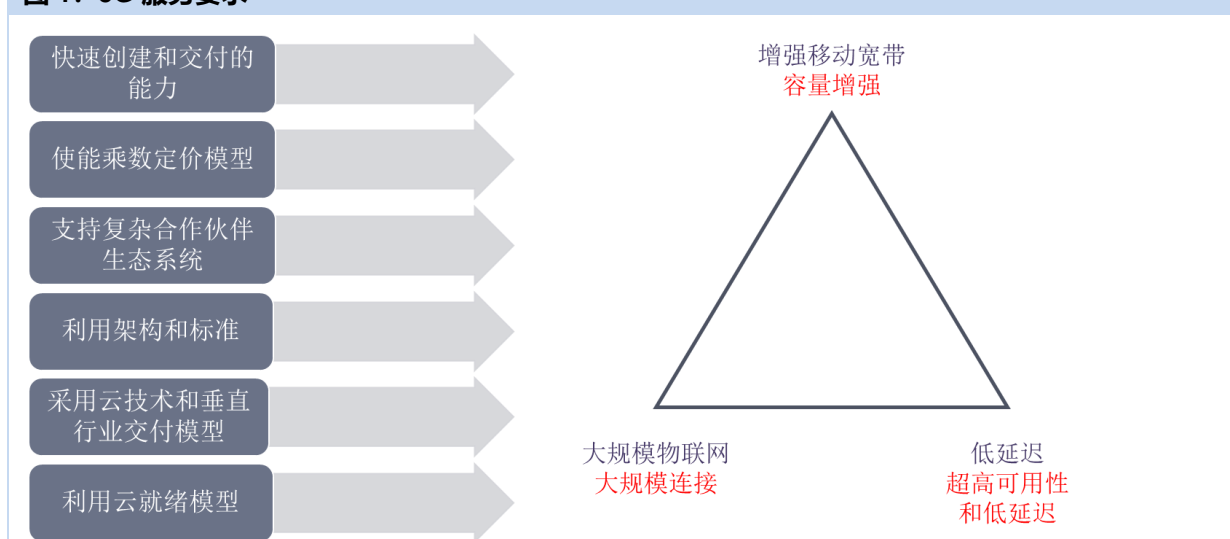 快速创建和交付的
能力
使能乘数定价模型
支持复杂合作伙伴
生态系统
利用架构和标准
采用云技术和垂直
行业交付模型
利用云就绪模型
增强移动宽带
容量增强
大规模物联网
大规模连接
低延迟
超高可用性
和低延迟